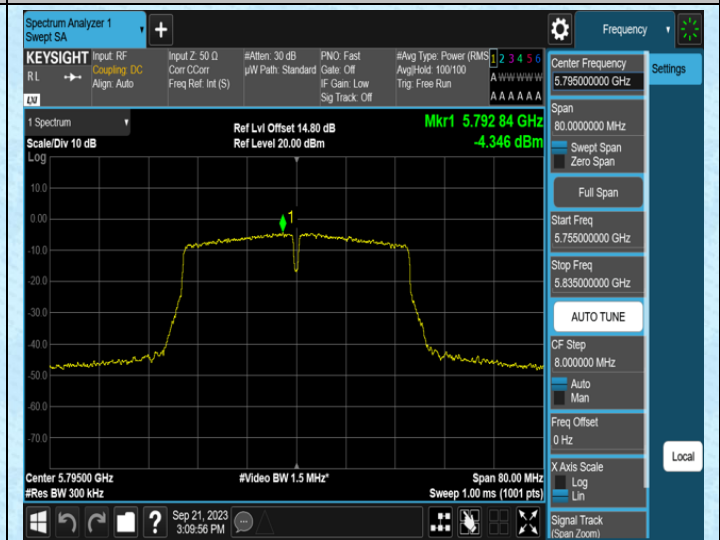 Spectrum Analyzer 1
Swept SA
+
Frequency
KEYSIGHT
RL
LXI
Input: RF
Coupling: DC
Align: Auto
Input Z: 50 Ω
Corr CCorr
Freq Ref: Int (S)
#Atten: 30 dB
µW Path: Standard
PNO: Fast
Gate: Off
IF Gain: Low
Sig Track: Off
#Avg Type: Power (RMS
Avg|Hold: 100/100
Trig: Free Run
1 2 3 4 5 6
A W W W W W
A A A A A A
1 Spectrum
Scale/Div 10 dB
Log
Ref Lvl Offset 14.80 dB
Ref Level 20.00 dBm
Mkr1 5.792 84 GHz
-4.346 dBm
10.0
0.00
-10.0
-20.0
-30.0
-40.0
-50.0
-60.0
-70.0
1
Center 5.79500 GHz
#Res BW 300 kHz
#Video BW 1.5 MHz*
Span 80.00 MHz
Sweep 1.00 ms (1001 pts)
Center Frequency
5.795000000 GHz
Span
80.0000000 MHz
Swept Span
Zero Span
Full Span
Start Freq
5.755000000 GHz
Stop Freq
5.835000000 GHz
AUTO TUNE
CF Step
8.000000 MHz
Auto
Man
Freq Offset
0 Hz
X Axis Scale
Log
Lin
Signal Track
(Span Zoom)
Settings
Local
?
Sep 21, 2023
3:09:56 PM